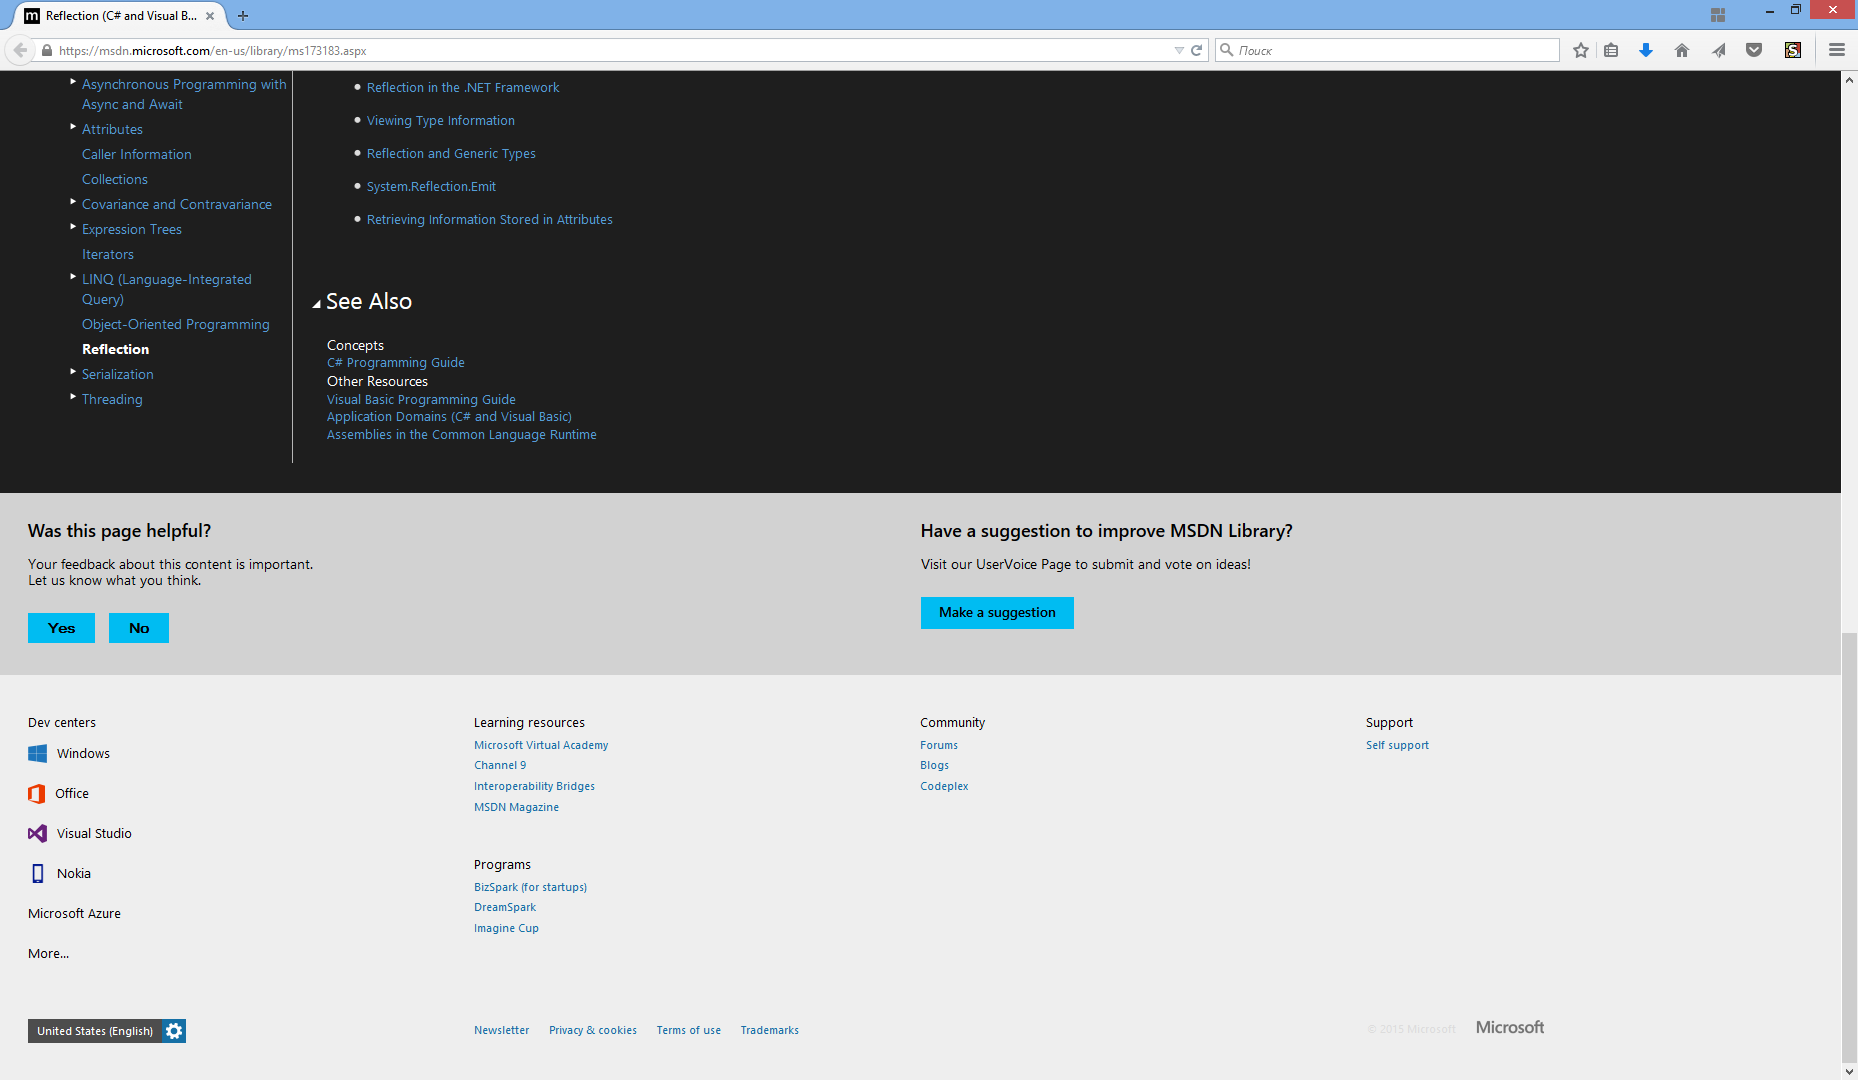 Reflection (C# and Visual B...
https://msdn.microsoft.com/en-us/library/ms173183.aspx
Поиск
Asynchronous Programming with
Async and Await
Attributes
Caller Information
Collections
Covariance and Contravariance
Expression Trees
Iterators
LINQ (Language-Integrated
Query)
Object-Oriented Programming
Reflection
Serialization
Threading
Reflection in the .NET Framework
Viewing Type Information
Reflection and Generic Types
System.Reflection.Emit
Retrieving Information Stored in Attributes
See Also
Concepts
C# Programming Guide
Other Resources
Visual Basic Programming Guide
Application Domains (C# and Visual Basic)
Assemblies in the Common Language Runtime
Was this page helpful?
Your feedback about this content is important.
Let us know what you think.
Yes No
Have a suggestion to improve MSDN Library?
Visit our UserVoice Page to submit and vote on ideas!
Make a suggestion
Dev centers
Windows
Office
Visual Studio
Nokia
Microsoft Azure
More...
Learning resources
Microsoft Virtual Academy
Channel 9
Interoperability Bridges
MSDN Magazine
Programs
BizSpark (for startups)
DreamSpark
Imagine Cup
Community
Forums
Blogs
Codeplex
Support
Self support
United States (English)
Newsletter Privacy & cookies Terms of use Trademarks
© 2015 Microsoft Microsoft